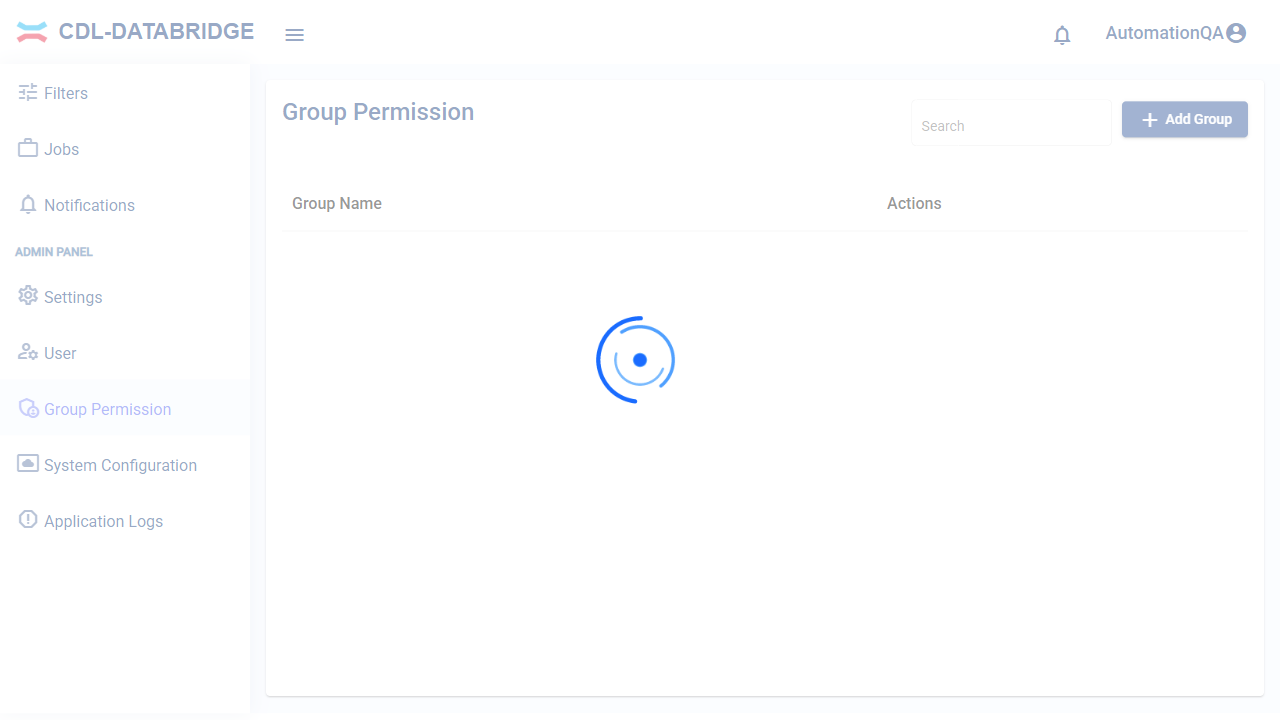 CDL-DATABRIDGE
AutomationQA
Filters
Jobs
Notifications
ADMIN PANEL
Settings
User
Group Permission
System Configuration
Application Logs
Group Permission
Search
Add Group
Group Name Actions